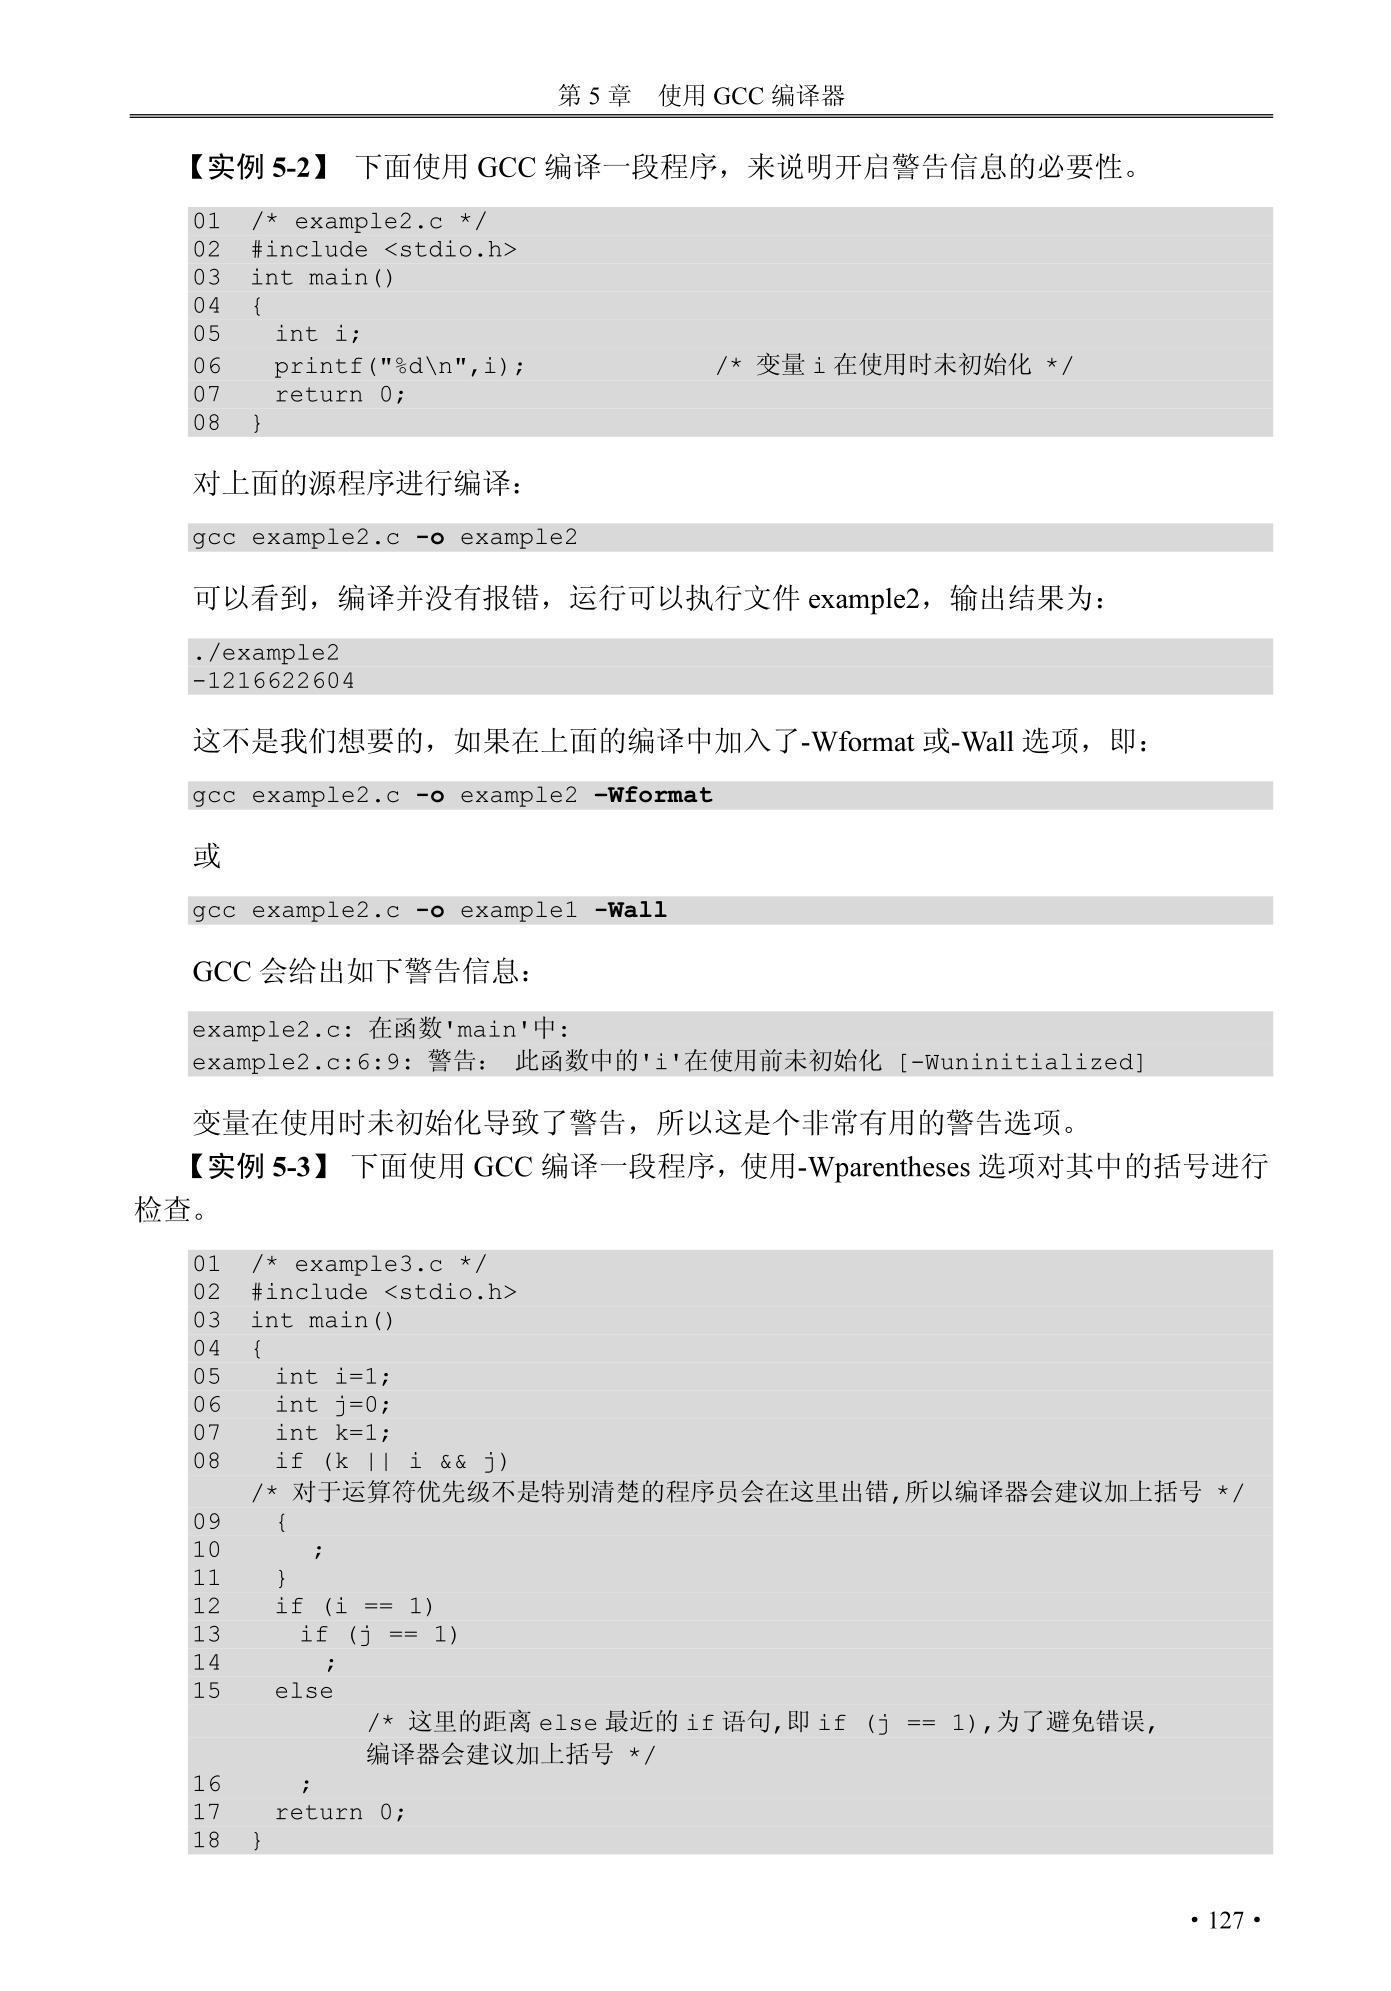 第 5 章　使用 GCC 编译器
【实例 5-2】 下面使用 GCC 编译一段程序，来说明开启警告信息的必要性。
01  /* example2.c */
02  #include <stdio.h>
03  int main()
04  {
05    int i;
06    printf("%d\n",i);             /* 变量 i 在使用时未初始化 */
07    return 0;
08  }
对上面的源程序进行编译：
gcc example2.c -o example2
可以看到，编译并没有报错，运行可以执行文件 example2，输出结果为：
./example2
-1216622604
这不是我们想要的，如果在上面的编译中加入了-Wformat 或-Wall 选项，即：
gcc example2.c -o example2 –Wformat
或
gcc example2.c -o example1 -Wall
GCC 会给出如下警告信息：
example2.c: 在函数'main'中:
example2.c:6:9: 警告： 此函数中的'i'在使用前未初始化 [-Wuninitialized]
变量在使用时未初始化导致了警告，所以这是个非常有用的警告选项。
【实例 5-3】 下面使用 GCC 编译一段程序，使用-Wparentheses 选项对其中的括号进行
检查。
01  /* example3.c */
02  #include <stdio.h>
03  int main()
04  {
05    int i=1;
06    int j=0;
07    int k=1;
08    if (k || i && j)
/* 对于运算符优先级不是特别清楚的程序员会在这里出错,所以编译器会建议加上括号 */
09    {
10       ;
11    }
12    if (i == 1)
13      if (j == 1)
14        ;
15    else
/* 这里的距离 else 最近的 if 语句,即 if (j == 1),为了避免错误,
编译器会建议加上括号 */
16      ;
17    return 0;
18  }
• 127 •